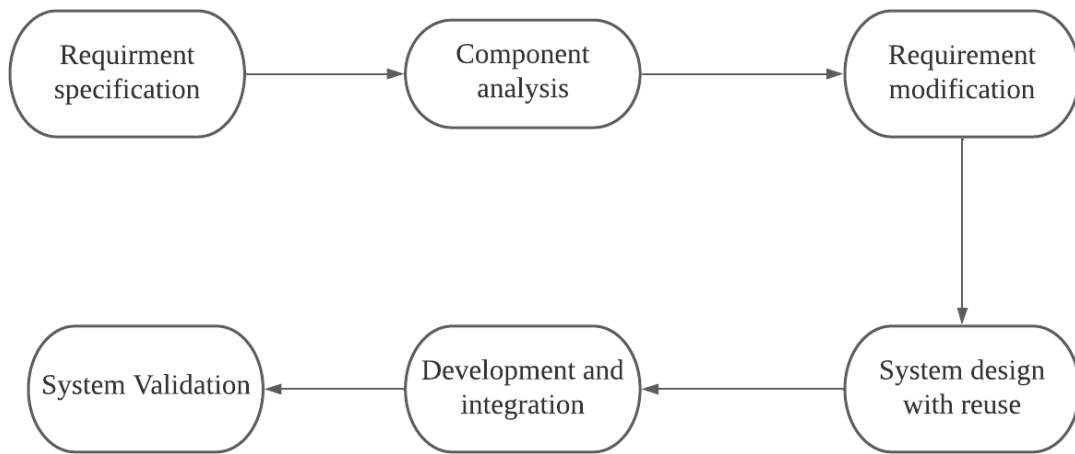 Requirment
specification
Component
analysis
Requirement
modification
System Validation
Development and
integration
System design
with reuse